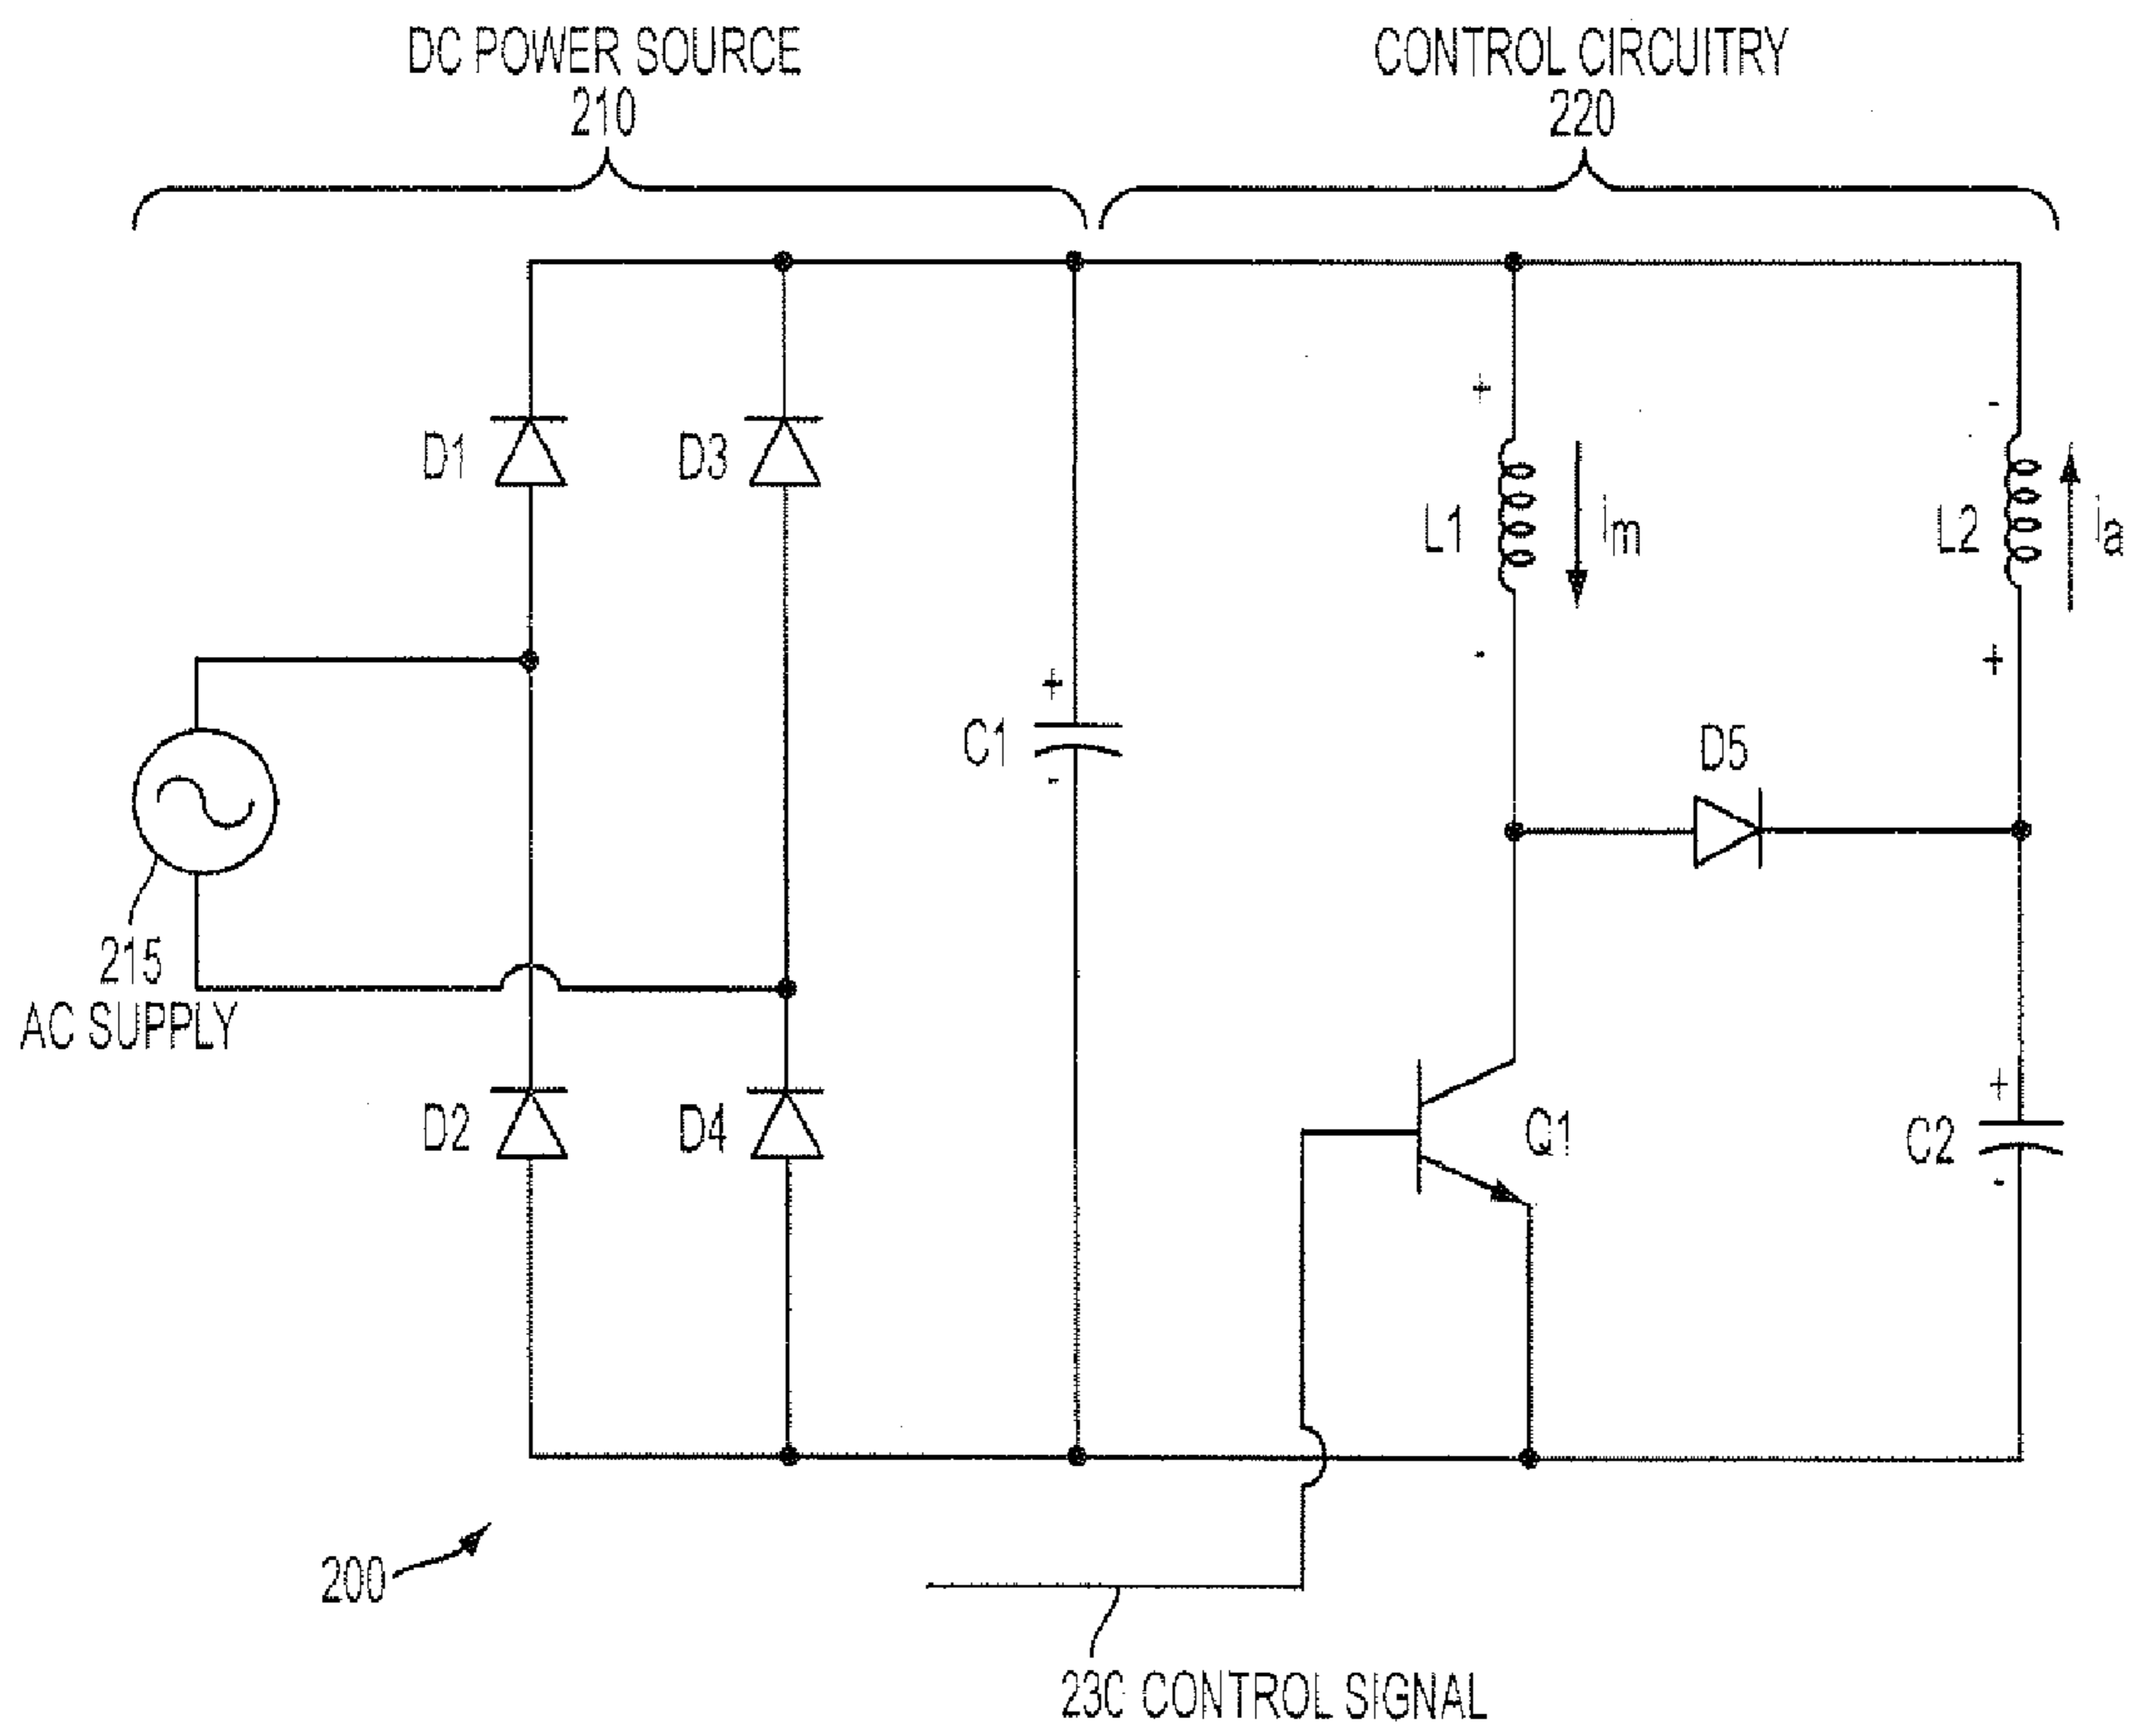 DC POWER SOURCE
210
CONTROL CIRCUITRY
220
D1
D3
+
-
L1
im
L2
ia
-
+
+
C1
-
D5
215
AC SUPPLY
D2
D4
Q1
+
C2
-
200
230 CONTROL SIGNAL